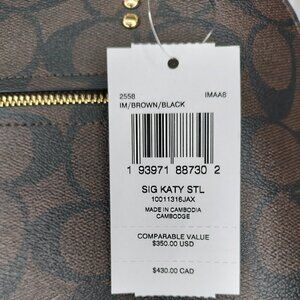 2558 IMAA8
IM/BROWN/BLACK
1 93971 88730 2
SIG KATY STL
10011316JAX
MADE IN CAMBODIA
CAMBODGE
COMPARABLE VALUE
$350.00 USD
$430.00 CAD